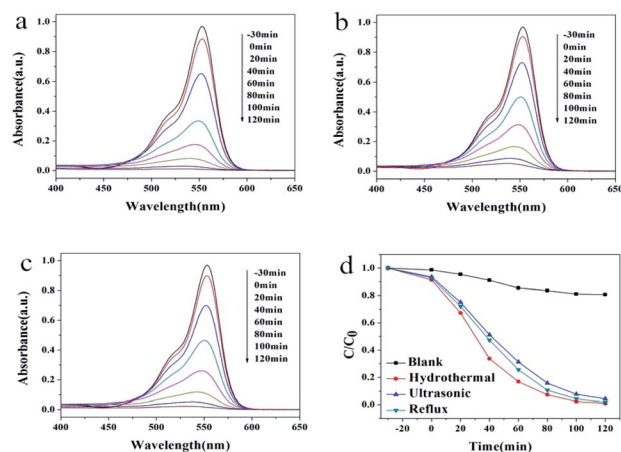 a
1.0
0.8
0.6
0.4
0.2
0.0
Absorbance(a.u.)
-30min
0min
20min
40min
60min
80min
100min
120min
400 450 500 550 600 650
Wavelength(nm)
b
1.0
0.8
0.6
0.4
0.2
0.0
Absorbance(a.u.)
-30min
0min
20min
40min
60min
80min
100min
120min
400 450 500 550 600 650
Wavelength(nm)
c
1.0
0.8
0.6
0.4
0.2
0.0
Absorbance(a.u.)
-30min
0min
20min
40min
60min
80min
100min
120min
400 450 500 550 600 650
Wavelength(nm)
d
1.0
0.8
0.6
0.4
0.2
0.0
C/C0
Blank
Hydrothermal
Ultrasonic
Reflux
-20 0 20 40 60 80 100 120
Time(min)